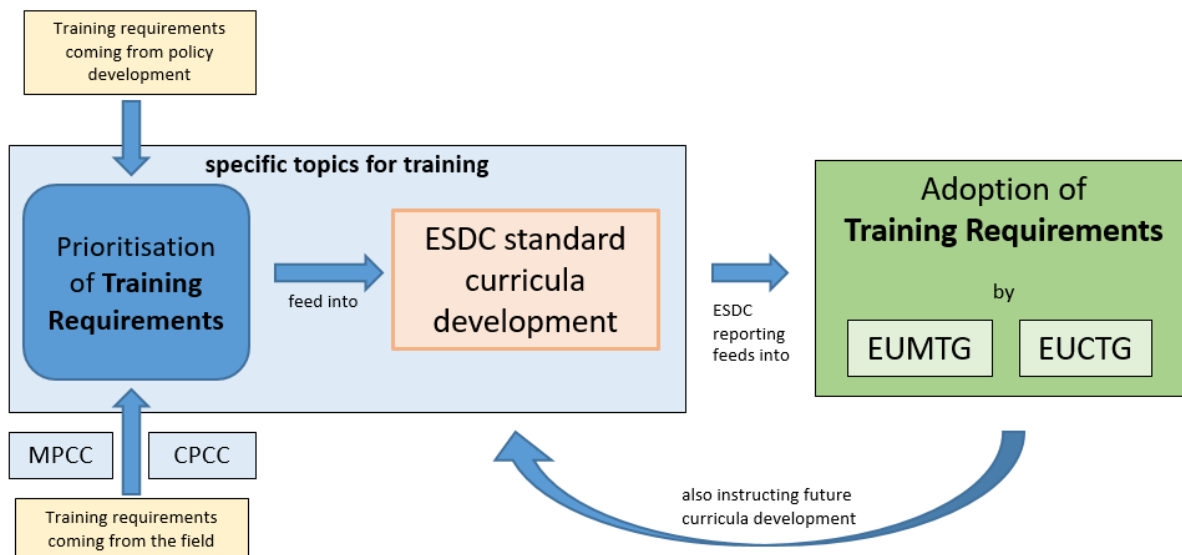 Training requirements
coming from policy
development
specific topics for training
Prioritisation
of Training
Requirements
feed into
ESDC standard
curricula
development
ESDC
reporting
feeds into
Adoption of
Training Requirements
by
EUMTG
EUCTG
MPCC
CPCC
Training requirements
coming from the field
also instructing future
curricula development